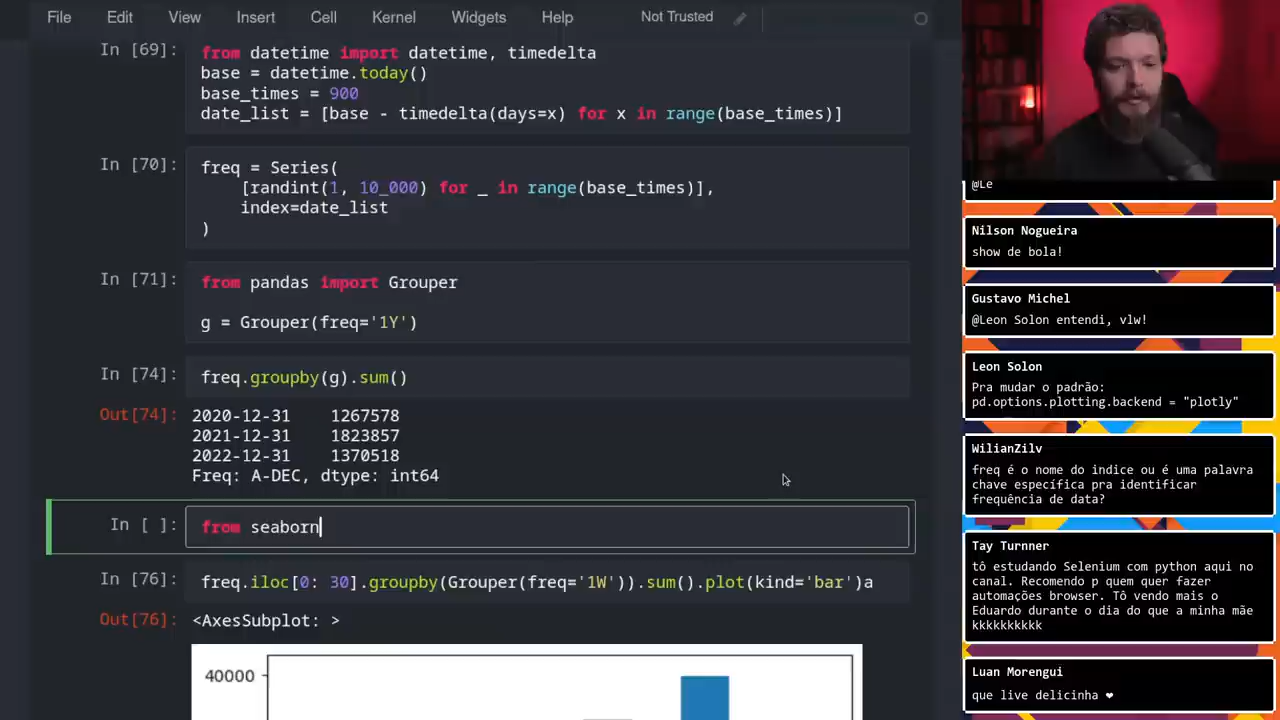 File Edit View Insert Cell Kernel Widgets Help Not Trusted
In [69]:
from datetime import datetime, timedelta
base = datetime.today()
base_times = 900
date_list = [base - timedelta(days=x) for x in range(base_times)]
In [70]:
freq = Series(
    [randint(1, 10_000) for _ in range(base_times)],
    index=date_list
)
In [71]:
from pandas import Grouper
g = Grouper(freq='1Y')
In [74]:
freq.groupby(g).sum()
Out[74]:
2020-12-31    1267578
2021-12-31    1823857
2022-12-31    1370518
Freq: A-DEC, dtype: int64
In [ ]:
from seaborn
In [76]:
freq.iloc[0: 30].groupby(Grouper(freq='1W')).sum().plot(kind='bar')a
Out[76]:
<AxesSubplot: >
40000
@Le
Nilson Nogueira
show de bola!
Gustavo Michel
@Leon Solon entendi, vlw!
Leon Solon
Pra mudar o padrão:
pd.options.plotting.backend = "plotly"
WilianZilv
freq é o nome do indice ou é uma palavra
chave específica pra identificar
frequência de data?
Tay Turnner
tô estudando Selenium com python aqui no
canal. Recomendo p quem quer fazer
automações browser. Tô vendo mais o
Eduardo durante o dia do que a minha mãe
kkkkkkkkkk
Luan Morengui
que live delicinha ❤